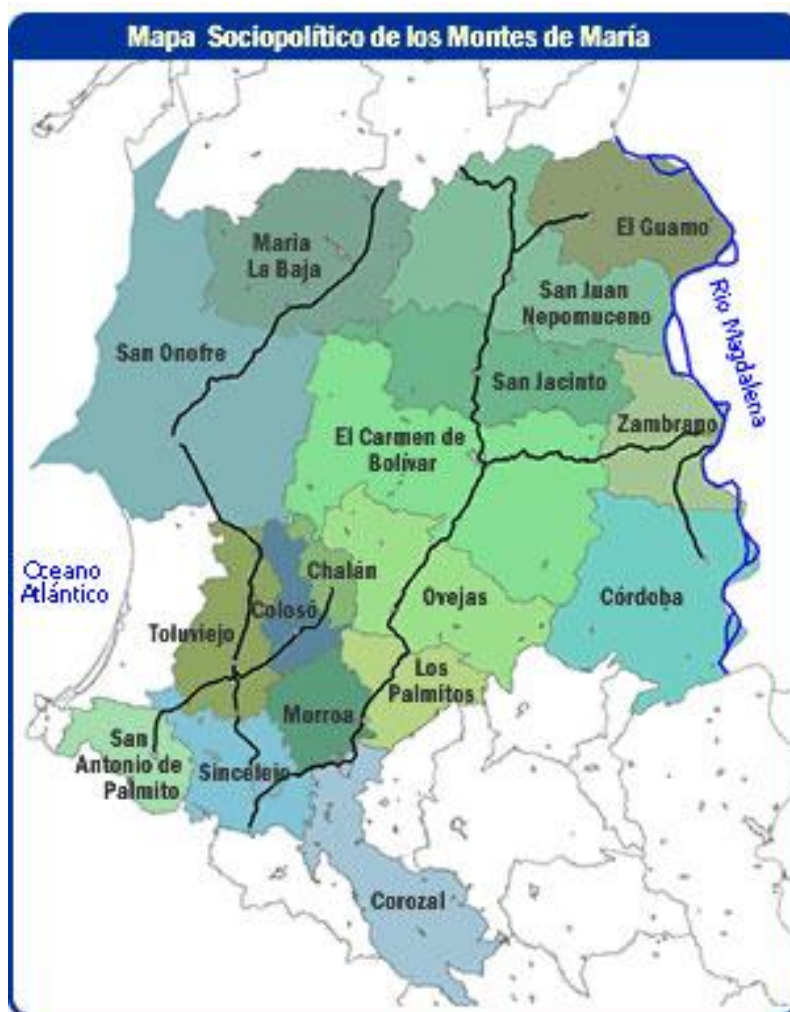 Mapa Sociopolítico de los Montes de María
El Guamo
Maria
La Baja
San Juan
Nepomuceno
Río Magdalena
San Onofre
San Jacinto
Zambrano
El Carmen de
Bolívar
Oceano
Atlántico
Chalán
Colosó
Ovejas
Córdoba
Toluviejo
Los
Palmitos
Morroa
San
Antonio de
Palmito
Sincelejo
Corozal